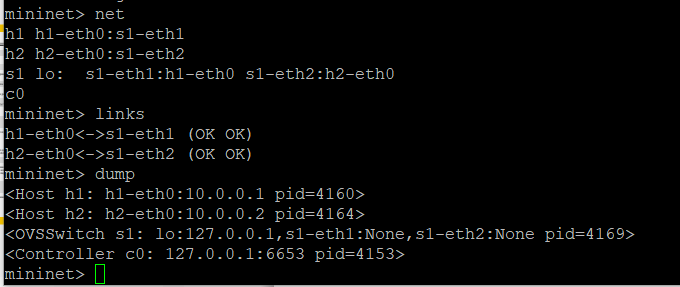 mininet> net
h1 h1-eth0:s1-eth1
h2 h2-eth0:s1-eth2
s1 lo:  s1-eth1:h1-eth0 s1-eth2:h2-eth0
c0
mininet> links
h1-eth0<->s1-eth1 (OK OK)
h2-eth0<->s1-eth2 (OK OK)
mininet> dump
<Host h1: h1-eth0:10.0.0.1 pid=4160>
<Host h2: h2-eth0:10.0.0.2 pid=4164>
<OVSSwitch s1: lo:127.0.0.1,s1-eth1:None,s1-eth2:None pid=4169>
<Controller c0: 127.0.0.1:6653 pid=4153>
mininet>